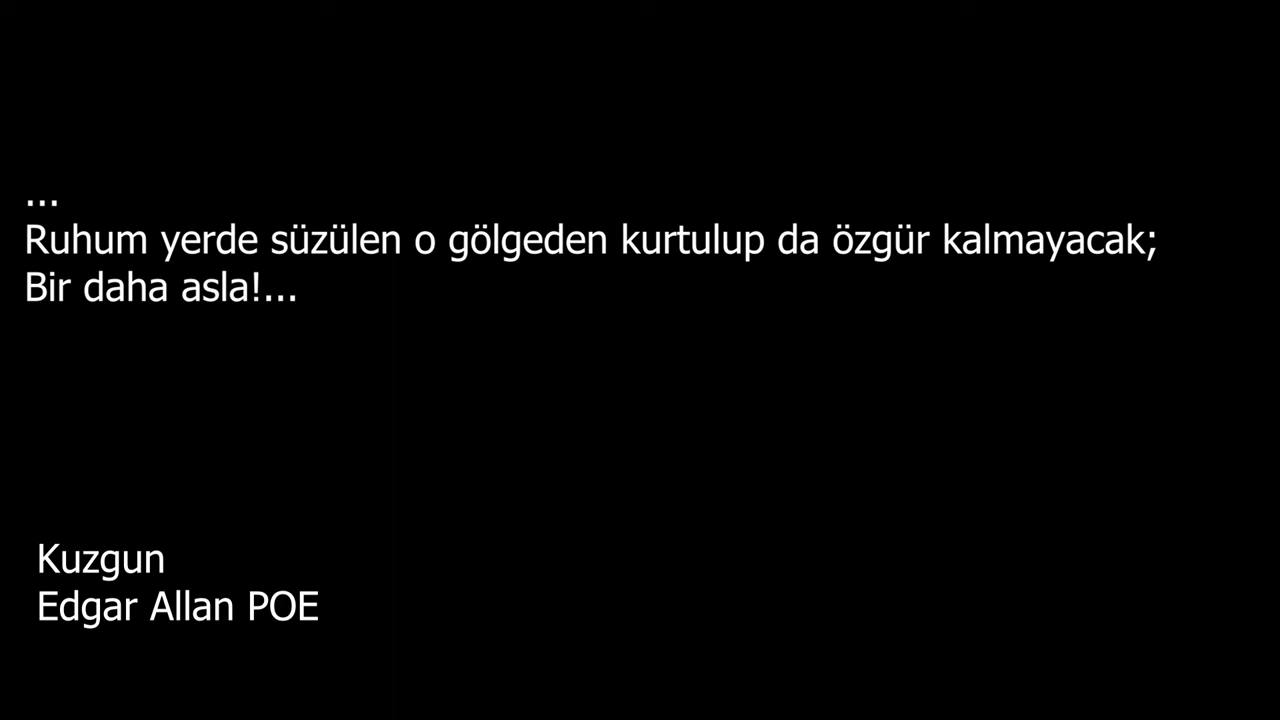 ...
Ruhum yerde süzülen o gölgeden kurtulup da özgür kalmayacak;
Bir daha asla!...
Kuzgun
Edgar Allan POE